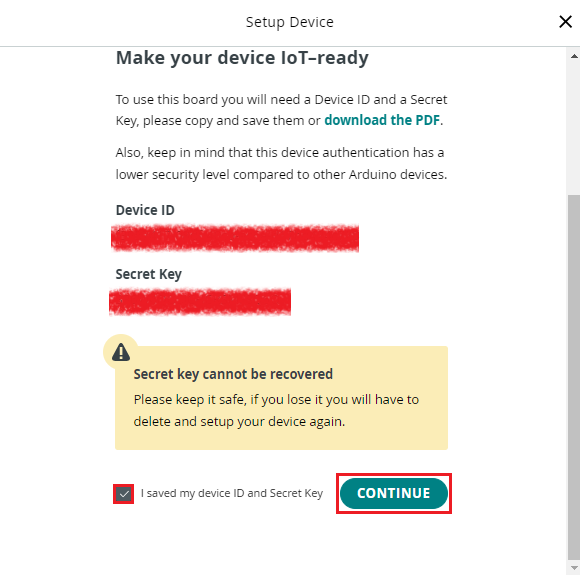 Setup Device
Make your device IoT–ready
To use this board you will need a Device ID and a Secret
Key, please copy and save them or download the PDF.
Also, keep in mind that this device authentication has a
lower security level compared to other Arduino devices.
Device ID
Secret Key
Secret key cannot be recovered
Please keep it safe, if you lose it you will have to
delete and setup your device again.
I saved my device ID and Secret Key
CONTINUE